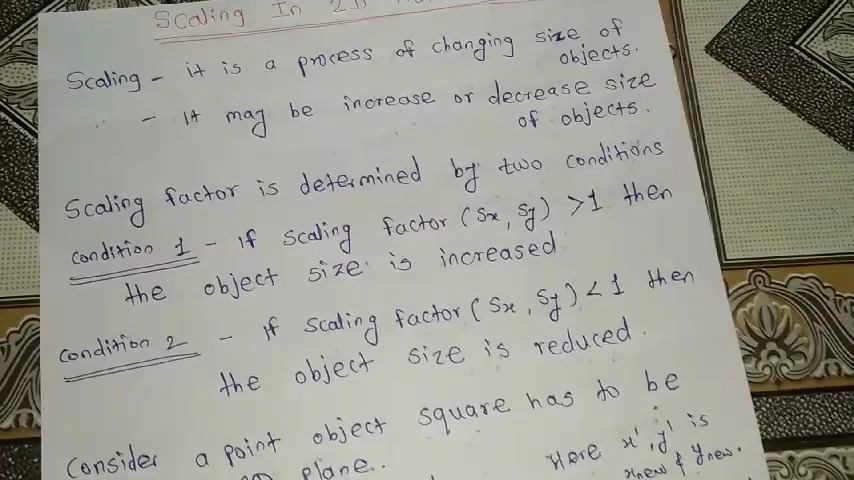 Scaling In 2D
Scaling - it is a process of changing size of
objects.
- It may be increase or decrease size
of objects.
Scaling factor is determined by two conditions
Condition 1 - If scaling factor (Sx, Sy) >1 then
the object size is increased
Condition 2 - If scaling factor (Sx, Sy) <1 then
the object size is reduced.
Consider a point object square has to be
plane..
Here x', y' is
xnew & ynew.